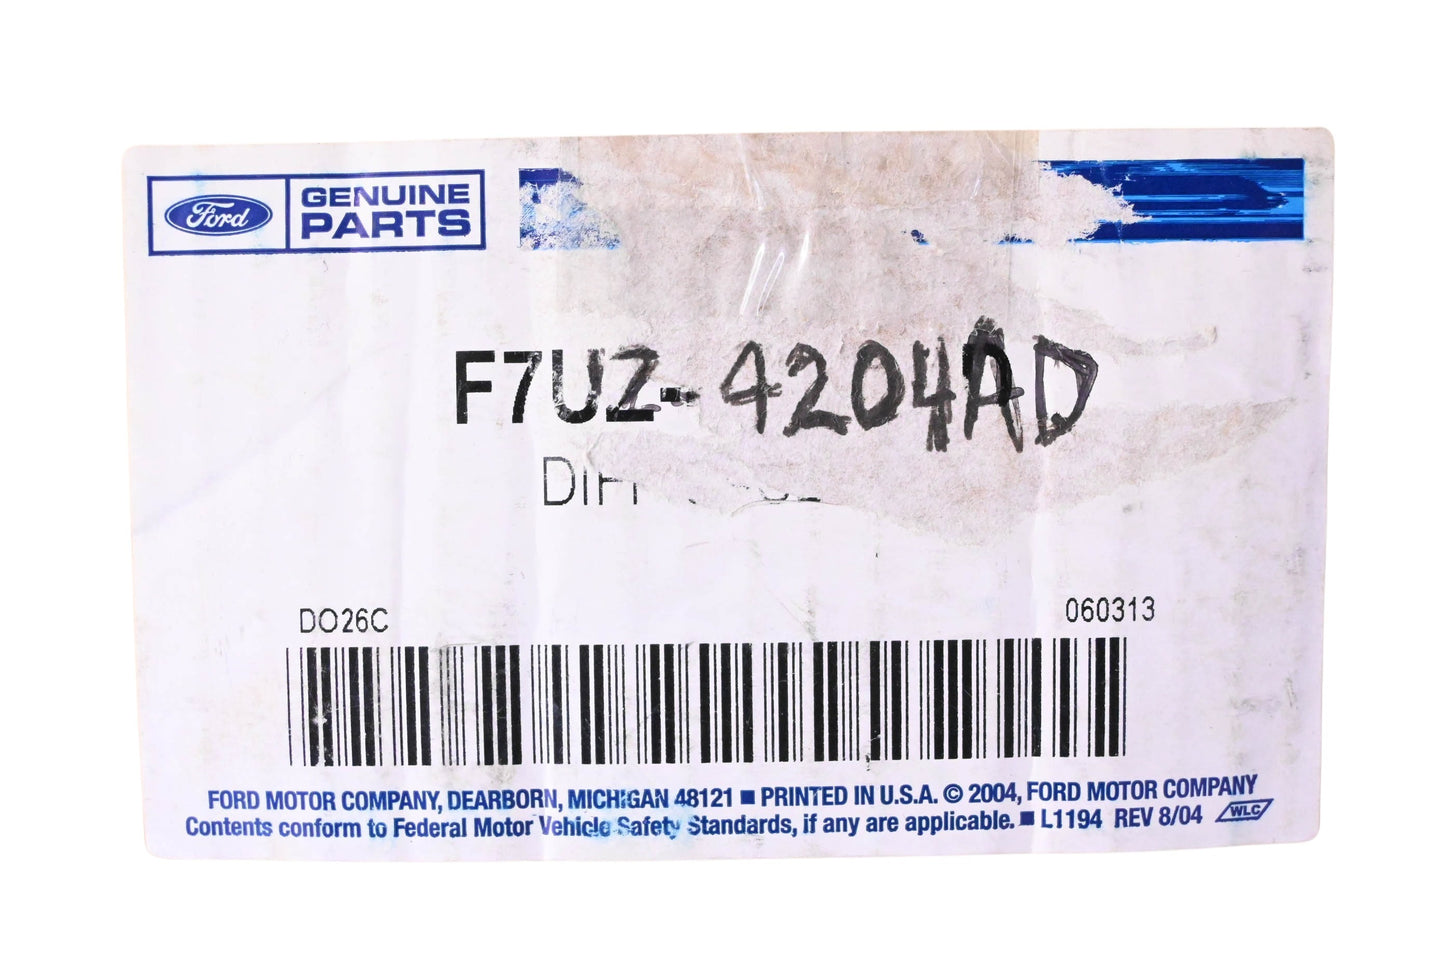 Ford GENUINE PARTS
F7UZ-4204AD
DO26C
060313
FORD MOTOR COMPANY, DEARBORN, MICHIGAN 48121 ■ PRINTED IN U.S.A. © 2004, FORD MOTOR COMPANY
Contents conform to Federal Motor Vehicle Safety Standards, if any are applicable. ■ L1194 REV 8/04 WLC